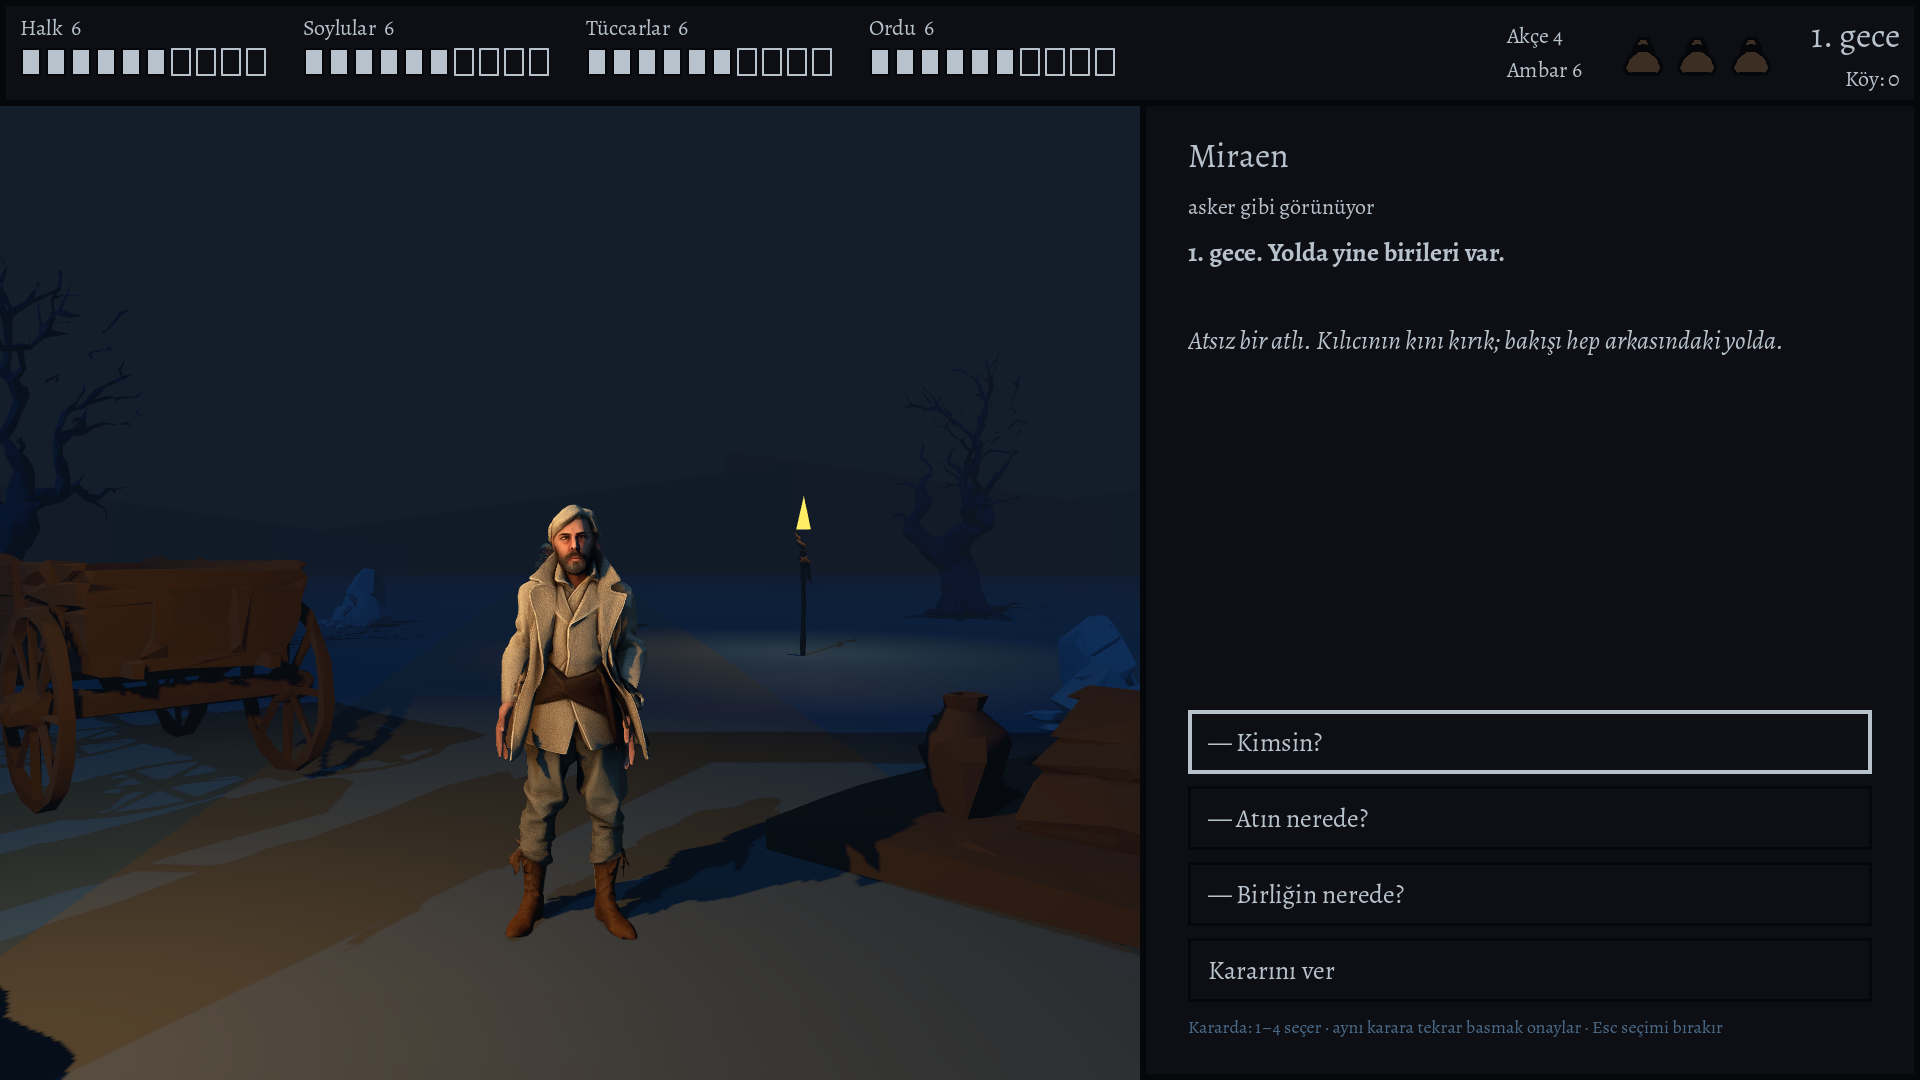 Halk 6
Soylular 6
Tüccarlar 6
Ordu 6
Akçe 4
Ambar 6
1. gece
Köy: 0
Miraen
asker gibi görünüyor
1. gece. Yolda yine birileri var.
Atsız bir atlı. Kılıcının kını kırık; bakışı hep arkasındaki yolda.
— Kimsin?
— Atın nerede?
— Birliğin nerede?
Kararını ver
Kararda: 1–4 seçer · aynı karara tekrar basmak onaylar · Esc seçimi bırakır